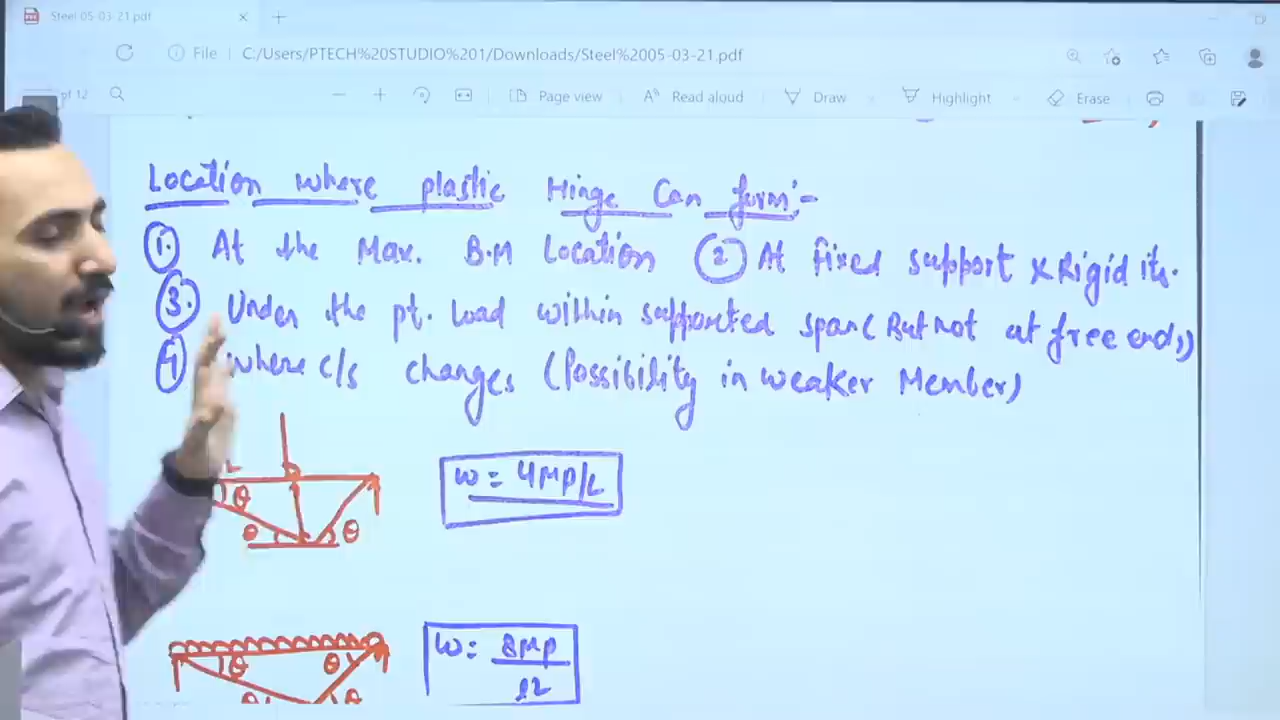 Steel 05-03-21.pdf
File C:/Users/PTECH%20STUDIO%201/Downloads/Steel%2005-03-21.pdf
of 12 Page view Read aloud Draw Highlight Erase
Location where plastic Hinge Can form:-
1. At the Max. B.M Location 2 At Fixed support & Rigid jts.
3. Under the pt. Load within supported span (But not at free end)
4 where c/s changes (Possibility in weaker Member)
L
θ
θ θ
W = 4Mp/L
θ θ
θ θ
W = 8Mp
L2